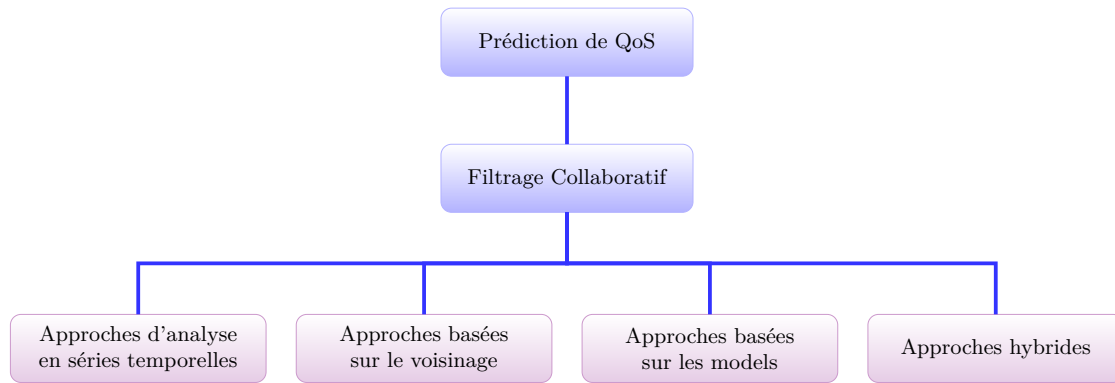 Prédiction de QoS
Filtrage Collaboratif
Approches d'analyse
en séries temporelles
Approches basées
sur le voisinage
Approches basées
sur les models
Approches hybrides